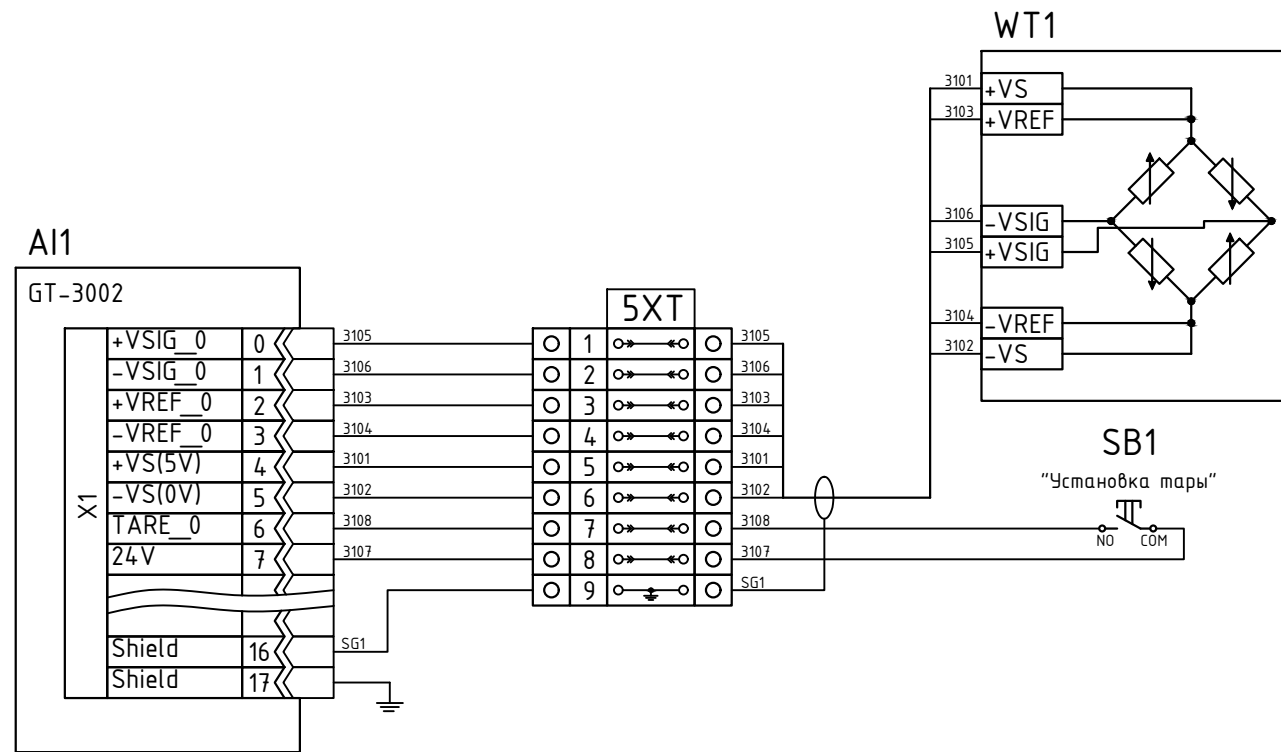 WT1
3101 +VS
3103 +VREF
3106 -VSIG
3105 +VSIG
3104 -VREF
3102 -VS
AI1
GT-3002
5XT
X1
+VSIG_0 0 3105 1 3105
-VSIG_0 1 3106 2 3106
+VREF_0 2 3103 3 3103
-VREF_0 3 3104 4 3104
+VS(5V) 4 3101 5 3101
-VS(0V) 5 3102 6 3102
TARE_0 6 3108 7 3108
24V 7 3107 8 3107
9 SG1
Shield 16 SG1
Shield 17
SB1
"Установка тары"
NO COM